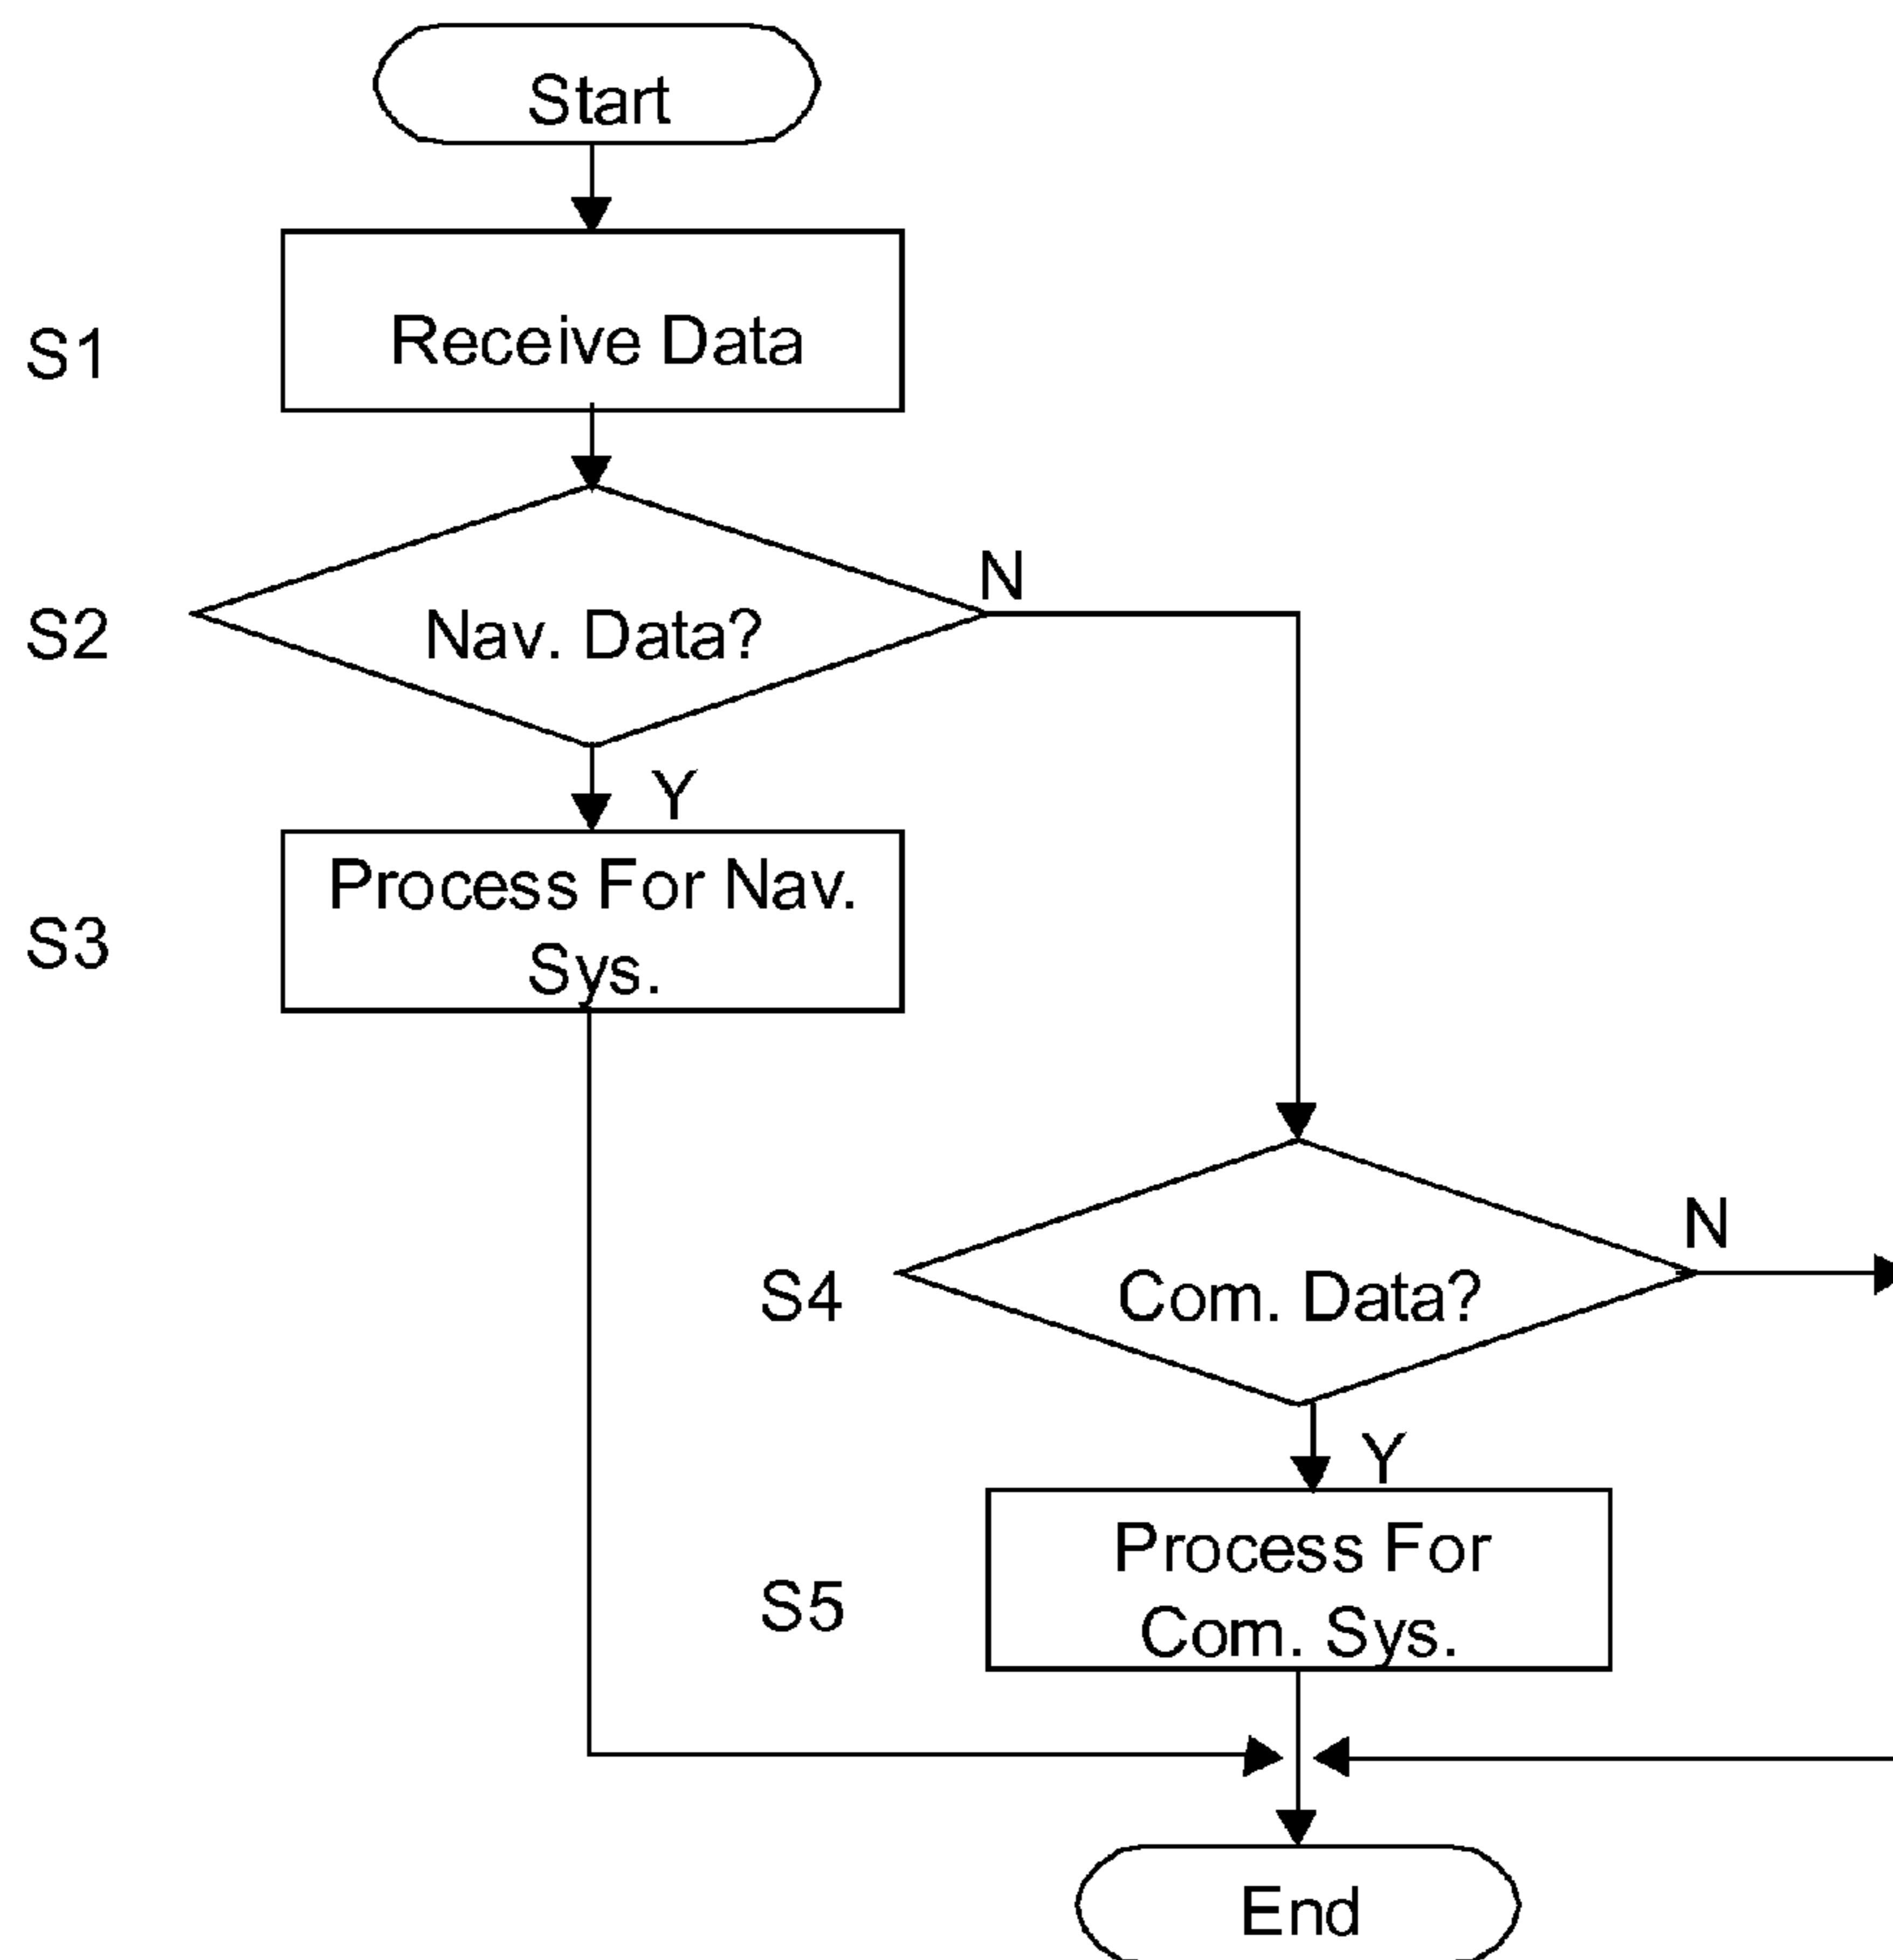 Start
S1
Receive Data
N
S2
Nav. Data?
Y
Process For Nav.
S3
Sys.
N
S4
Com. Data?
Y
Process For
S5
Com. Sys.
End